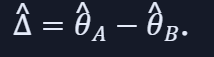 Δ̂ = θ̂_A − θ̂_B.